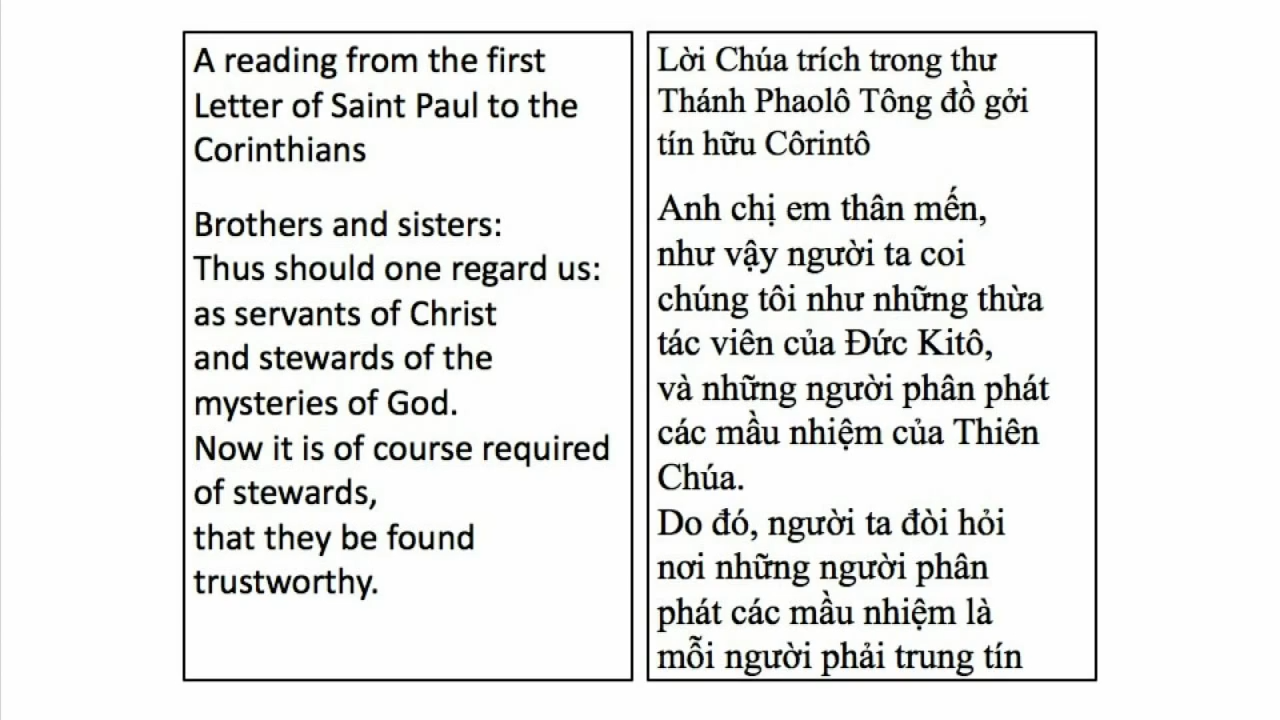 A reading from the first
Letter of Saint Paul to the
Corinthians
Brothers and sisters:
Thus should one regard us:
as servants of Christ
and stewards of the
mysteries of God.
Now it is of course required
of stewards,
that they be found
trustworthy.
Lời Chúa trích trong thư
Thánh Phaolô Tông đồ gởi
tín hữu Côrintô
Anh chị em thân mến,
như vậy người ta coi
chúng tôi như những thừa
tác viên của Đức Kitô,
và những người phân phát
các mầu nhiệm của Thiên
Chúa.
Do đó, người ta đòi hỏi
nơi những người phân
phát các mầu nhiệm là
mỗi người phải trung tín